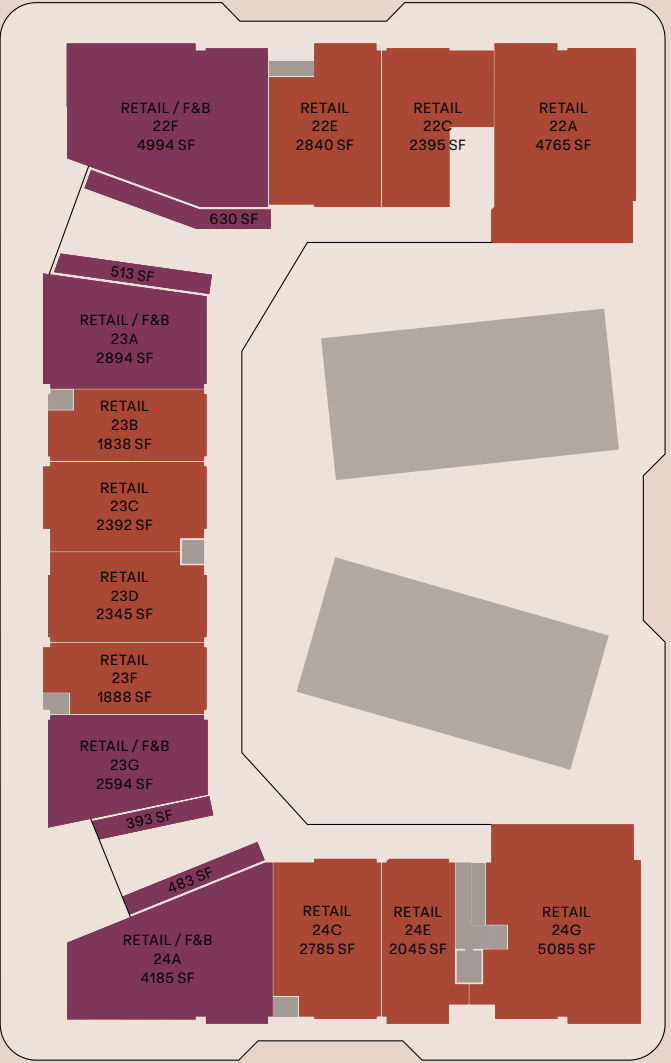 RETAIL / F&B
22F
4994 SF
RETAIL
22E
2840 SF
RETAIL
22C
2395 SF
RETAIL
22A
4765 SF
630 SF
513 SF
RETAIL / F&B
23A
2894 SF
RETAIL
23B
1838 SF
RETAIL
23C
2392 SF
RETAIL
23D
2345 SF
RETAIL
23F
1888 SF
RETAIL / F&B
23G
2594 SF
393 SF
483 SF
RETAIL / F&B
24A
4185 SF
RETAIL
24C
2785 SF
RETAIL
24E
2045 SF
RETAIL
24G
5085 SF